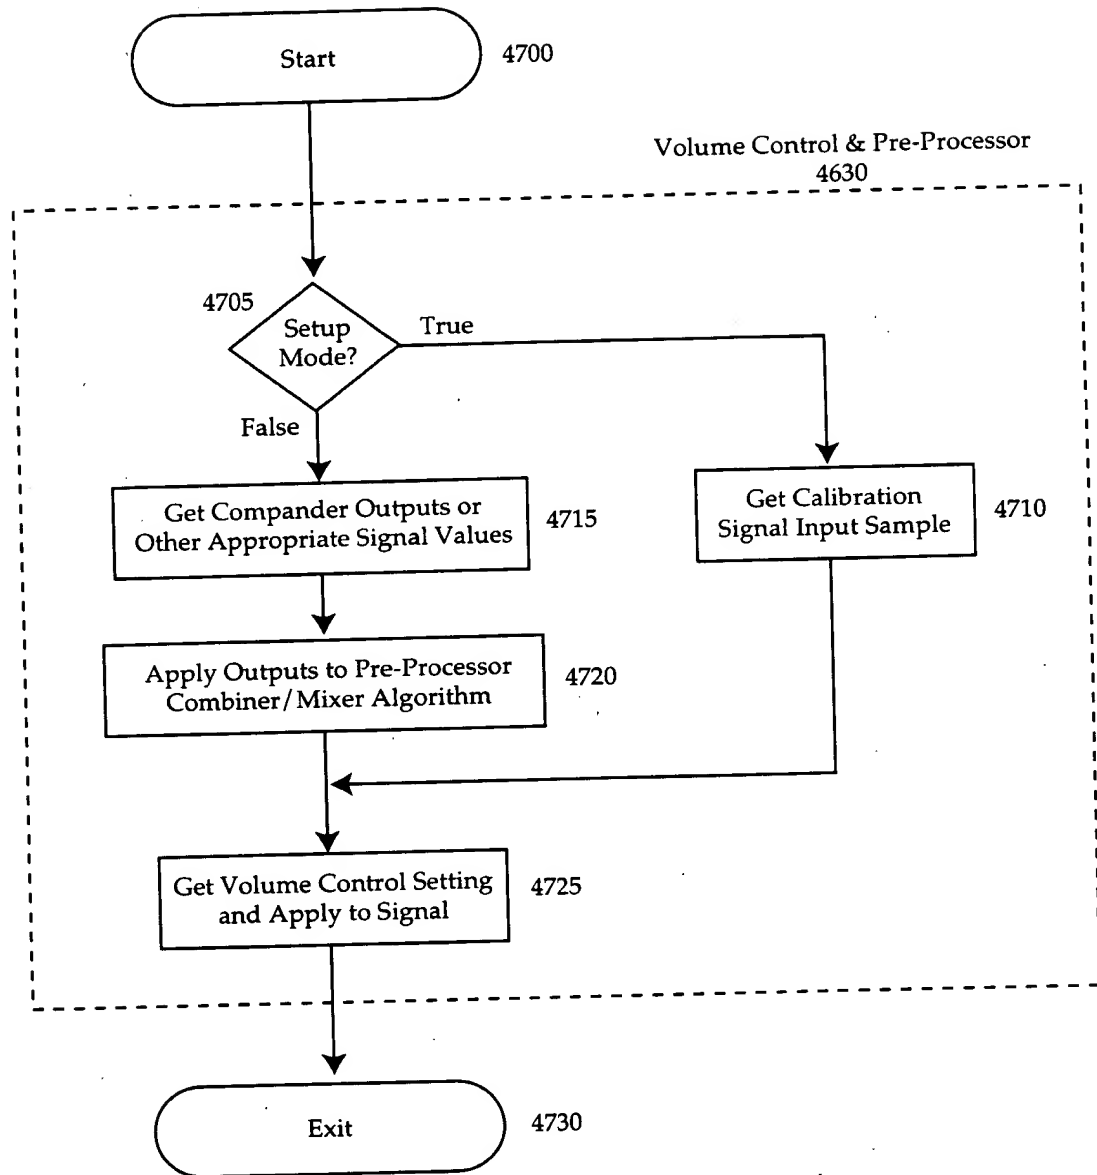 Start
4700
Volume Control & Pre-Processor
4630
4705
Setup
Mode?
True
False
Get Compander Outputs or
Other Appropriate Signal Values
4715
Get Calibration
Signal Input Sample
4710
Apply Outputs to Pre-Processor
Combiner/Mixer Algorithm
4720
Get Volume Control Setting
and Apply to Signal
4725
Exit
4730